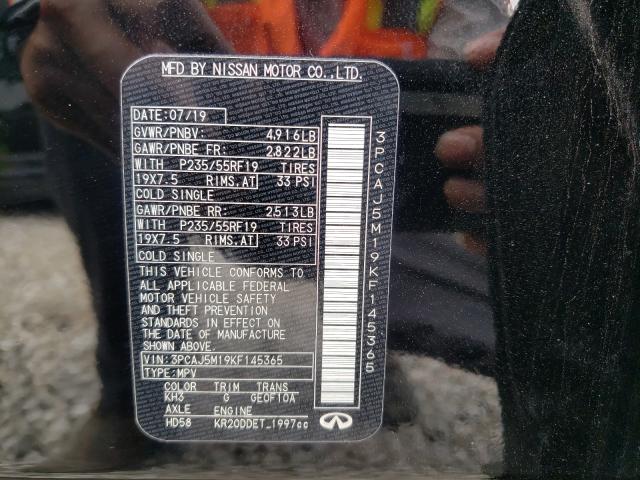 MFD BY NISSAN MOTOR CO.,LTD.
DATE:07/19
GVWR/PNBV: 4,916LB
GAWR/PNBE FR: 2,822LB
WITH P235/55RF19 TIRES
19X7.5 RIMS,AT 33 PSI
COLD SINGLE
GAWR/PNBE RR: 2,513LB
WITH P235/55RF19 TIRES
19X7.5 RIMS,AT 33 PSI
COLD SINGLE
THIS VEHICLE CONFORMS TO
ALL APPLICABLE FEDERAL
MOTOR VEHICLE SAFETY
AND THEFT PREVENTION
STANDARDS IN EFFECT ON
THE DATE OF MANUFACTURE
SHOWN ABOVE.
VIN:3PCAJ5M19KF145365
TYPE:MPV
COLOR TRIM TRANS
KH3 G GEOF10A
AXLE ENGINE
HD58 KR20DDET_1997cc
3PCAJ5M19KF145365